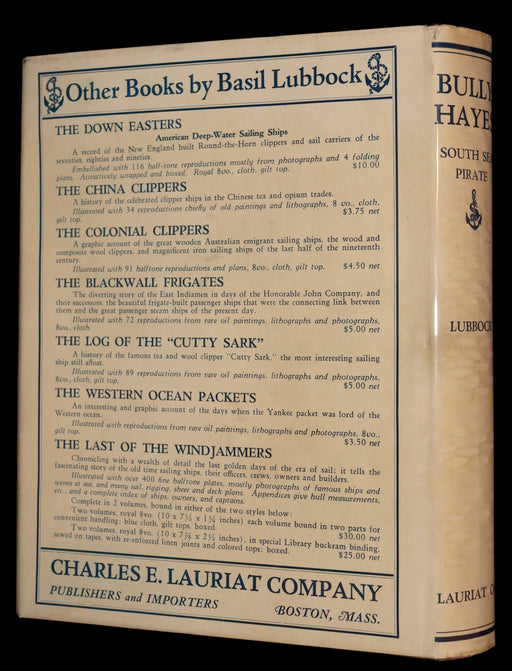 Other Books by Basil Lubbock
THE DOWN EASTERS
American Deep-Water Sailing Ships
A record of the New England built Round-the-Horn clippers and sail carriers of the
seventies, eighties and nineties.
Embellished with 116 half-tone reproductions mostly from photographs and 4 folding
plans. Attractively wrapped and boxed. Royal 8vo., cloth, gilt top. $10.00
THE CHINA CLIPPERS
A history of the celebrated clipper ships in the Chinese tea and opium trades.
Illustrated with 34 reproductions chiefly of old paintings and lithographs, 8 vo., cloth,
gilt top. $3.75 net
THE COLONIAL CLIPPERS
A graphic account of the great wooden Australian emigrant sailing ships, the wood and
composite wool clippers, and magnificent iron sailing ships of the last half of the nineteenth
century.
Illustrated with 91 halftone reproductions and plans, 8vo., cloth, gilt top. $4.50 net
THE BLACKWALL FRIGATES
The diverting story of the East Indiamen in days of the Honorable John Company, and
their successors, the beautiful frigate-built passenger ships that were the connecting link between
them and the great passenger steam ships of the present day.
Illustrated with 72 reproductions from rare oil paintings, lithographs and photographs,
8vo., cloth. $5.00 net
THE LOG OF THE "CUTTY SARK"
A history of the famous tea and wool clipper "Cutty Sark," the most interesting sailing
ship still afloat.
Illustrated with 89 reproductions from rare oil paintings, lithographs and photographs,
8vo., cloth, gilt top. $5.00 net
THE WESTERN OCEAN PACKETS
An interesting and graphic account of the days when the Yankee packet was lord of the
Western ocean.
Illustrated with reproductions from rare oil paintings, lithographs and photographs, 8vo.,
gilt top. $3.50 net
THE LAST OF THE WINDJAMMERS
Chronicling with a wealth of detail the last golden days of the era of sail; it tells the
fascinating story of the old time sailing ships, their officers, crews, owners and builders.
Illustrated with over 400 fine halftone plates, mostly photographs of famous ships and
scenes at sea, and many sail, rigging, sheer and deck plans. Appendices give hull measurements,
etc., and a complete index of ships, owners, and captains.
Complete in 2 volumes, bound in either of the two styles below:
Two volumes, royal 8vo. (10 x 7½ x 1¾ inches) each volume bound in two parts for
convenient handling; blue cloth, gilt tops, boxed. $30.00 net
Two volumes, royal 8vo. (10 x 7⅞ x 2½ inches), in special Library buckram binding,
sewed on tapes, with re-enforced linen joints and colored tops; boxed. $25.00 net
CHARLES E. LAURIAT COMPANY
PUBLISHERS and IMPORTERS BOSTON, MASS.
BULLY
HAYES
SOUTH SE
PIRATE
LUBBOCK
LAURIAT C